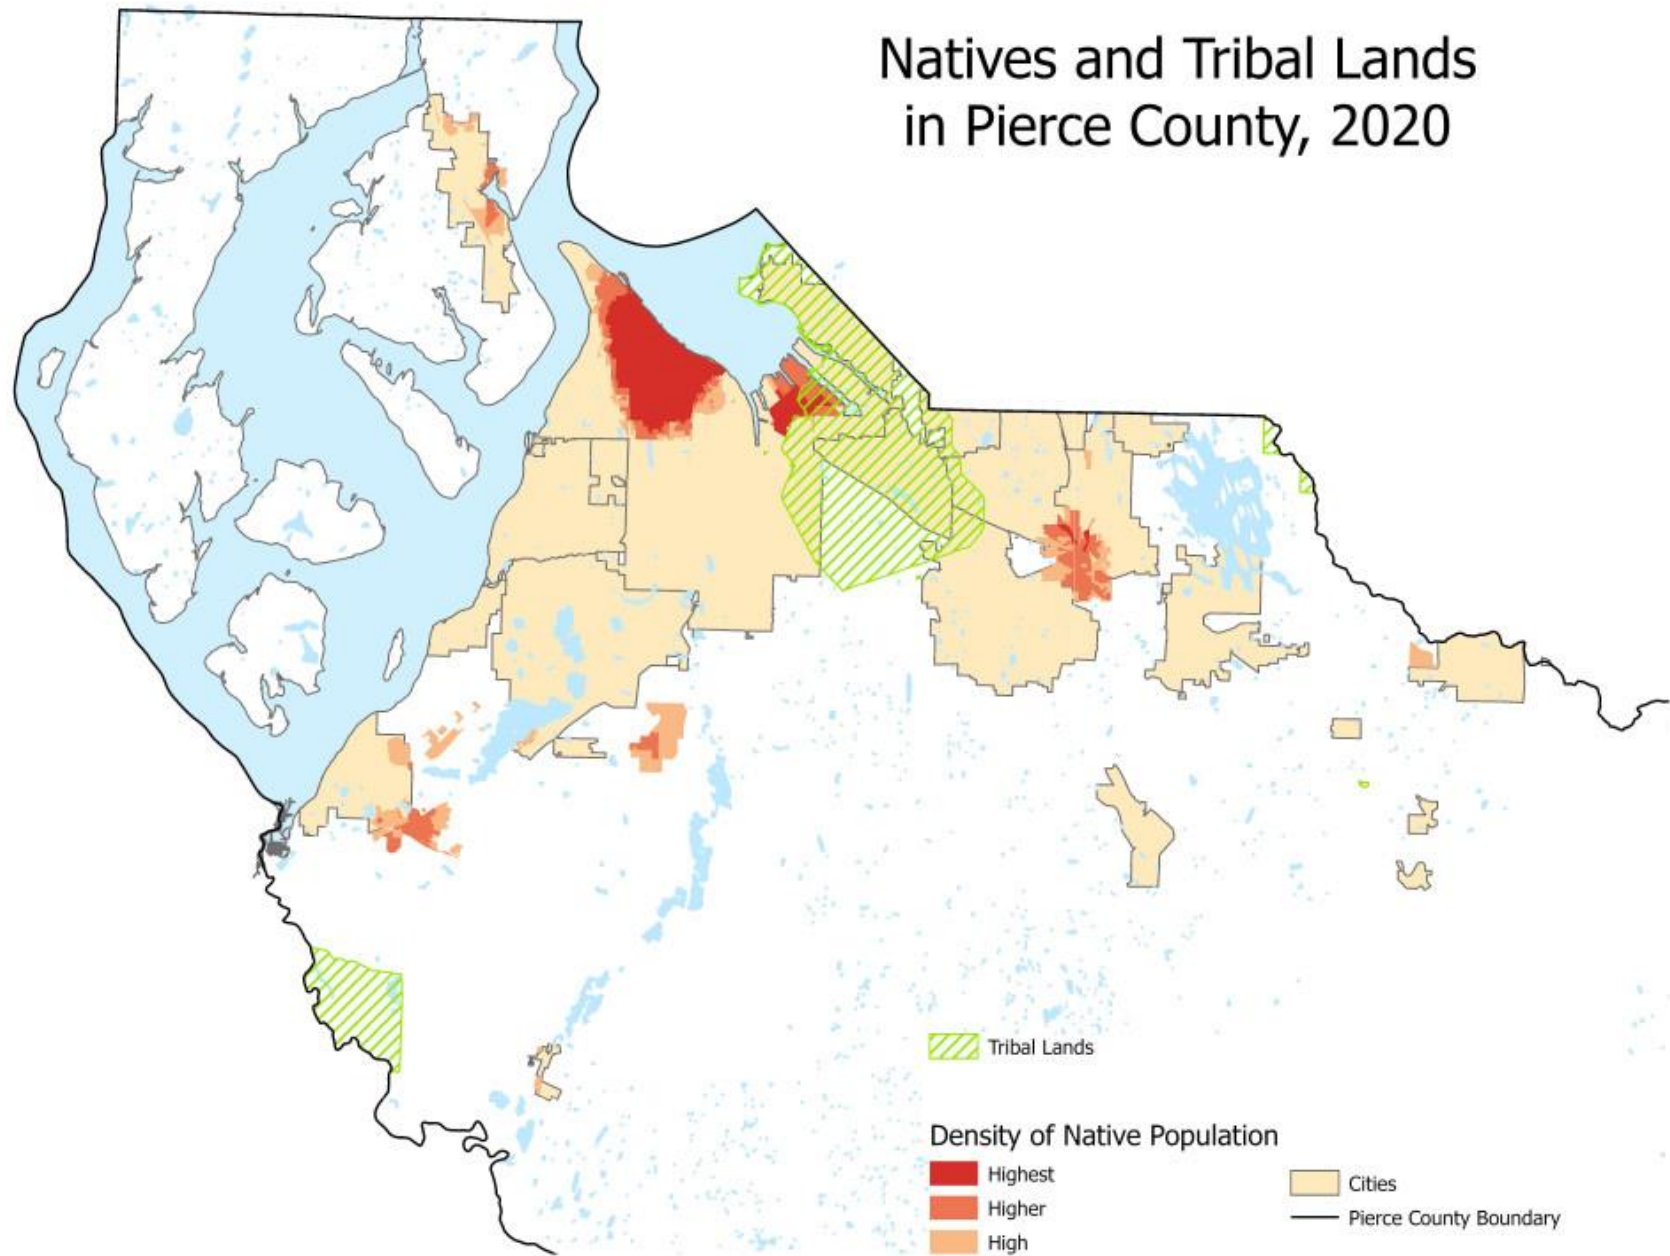 Natives and Tribal Lands
in Pierce County, 2020
Tribal Lands
Density of Native Population
Highest
Higher
High
Cities
Pierce County Boundary